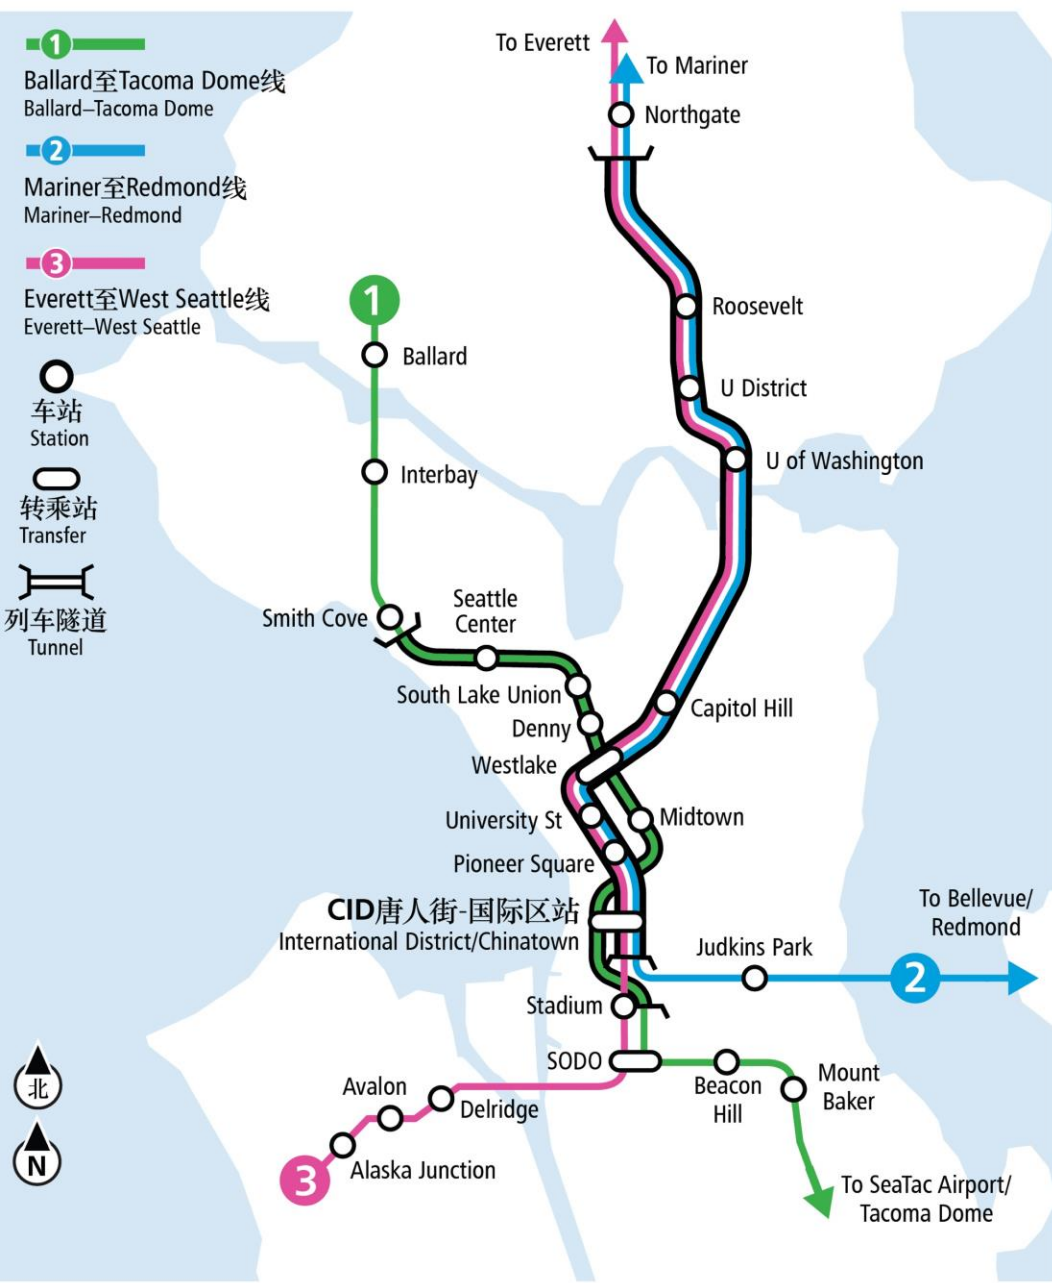 1
Ballard至Tacoma Dome线
Ballard–Tacoma Dome
2
Mariner至Redmond线
Mariner–Redmond
3
Everett至West Seattle线
Everett–West Seattle
车站
Station
转乘站
Transfer
列车隧道
Tunnel
To Everett
To Mariner
Northgate
Roosevelt
U District
U of Washington
Capitol Hill
1
Ballard
Interbay
Smith Cove
Seattle
Center
South Lake Union
Denny
Westlake
University St
Midtown
Pioneer Square
CID唐人街-国际区站
International District/Chinatown
To Bellevue/
Redmond
Judkins Park
2
Stadium
SODO
Beacon
Hill
Mount
Baker
Avalon
Delridge
Alaska Junction
3
To SeaTac Airport/
Tacoma Dome
北
N